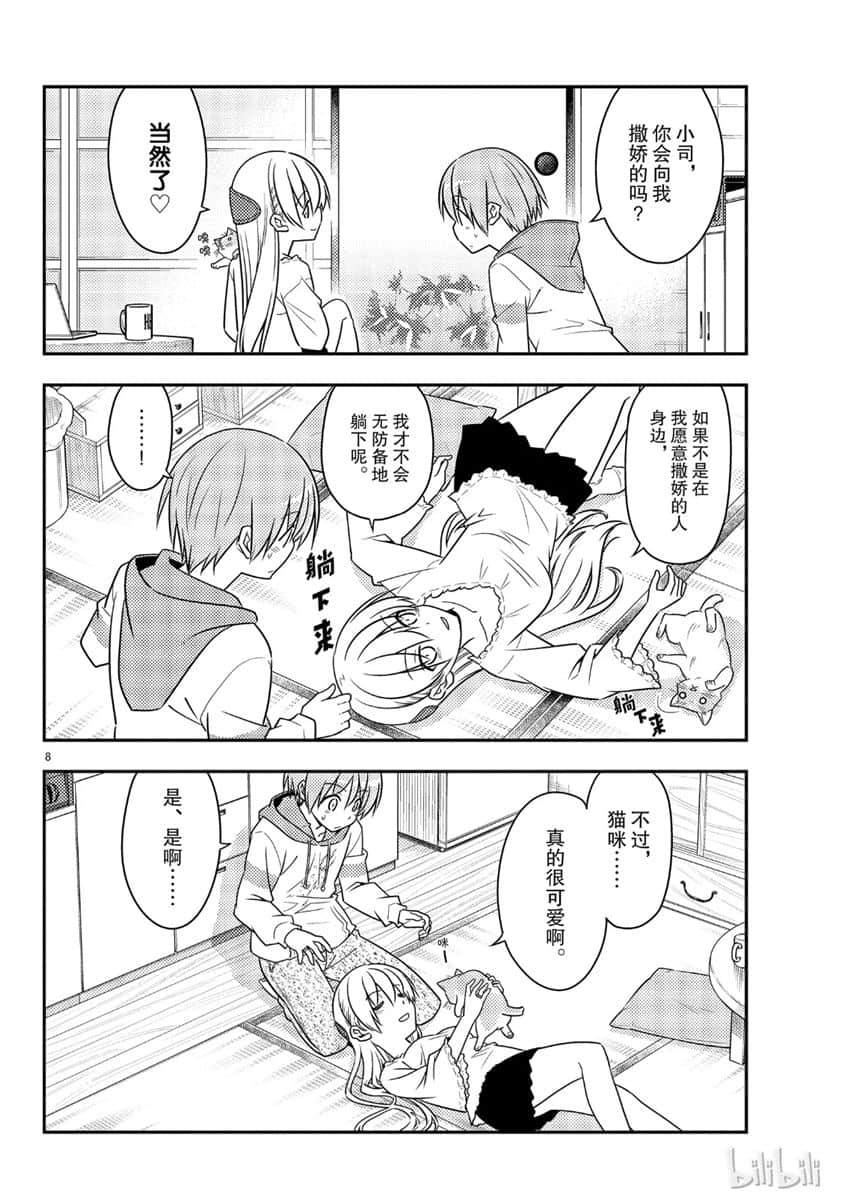 小司，
你会向我
撒娇的吗？
当然了♡
嗅
嗅
如果不是在
我愿意撒娇的人
身边，
我才不会
无防备地
躺下呢。
……！
躺下来
躺下来
8
不过，
猫咪……
真的很可爱啊。
是、是啊……
咪ー
bilibili